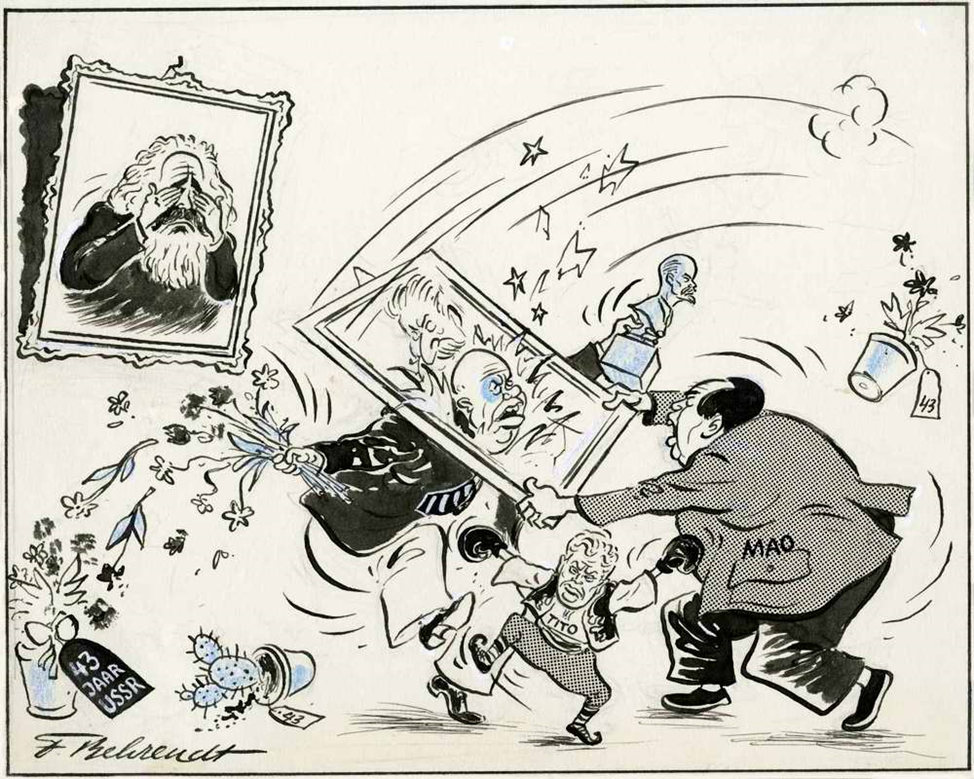 43
MAO
TITO
43
JAAR
USSR
43
F. Behrendt